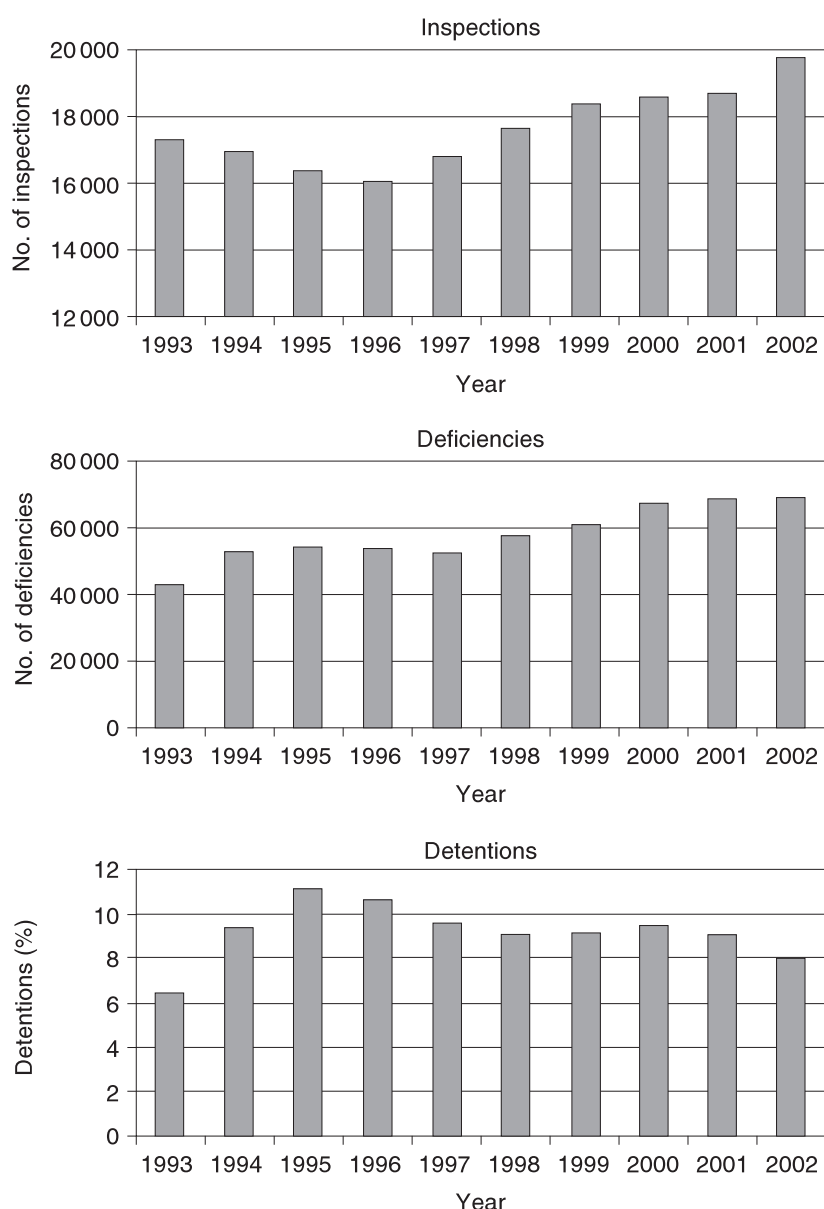 Inspections
No. of inspections
20 000
18 000
16 000
14 000
12 000
1993 1994 1995 1996 1997 1998 1999 2000 2001 2002
Year
Deficiencies
No. of deficiencies
80 000
60 000
40 000
20 000
0
1993 1994 1995 1996 1997 1998 1999 2000 2001 2002
Year
Detentions
Detentions (%)
12
10
8
6
4
2
0
1993 1994 1995 1996 1997 1998 1999 2000 2001 2002
Year